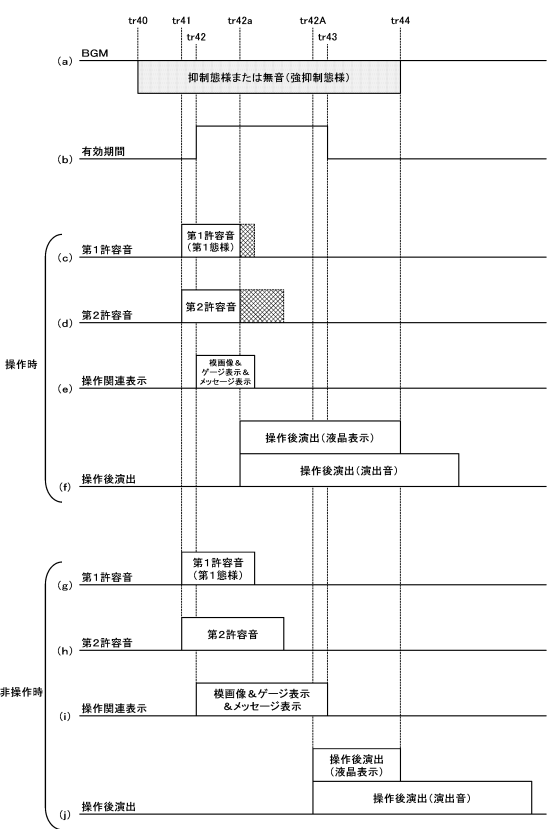 tr40 tr41 tr42a tr42A tr44
tr42 tr43
BGM
(a)
抑制態様または無音(強抑制態様)
有効期間
(b)
第1許容音
(第1態様)
第1許容音
(c)
第2許容音
第2許容音
(d)
模画像&
ゲージ表示&
メッセージ表示
操作関連表示
(e)
操作時
操作後演出(液晶表示)
操作後演出(演出音)
操作後演出
(f)
第1許容音
(第1態様)
第1許容音
(g)
第2許容音
第2許容音
(h)
非操作時
模画像&ゲージ表示
&メッセージ表示
操作関連表示
(i)
操作後演出
(液晶表示)
操作後演出(演出音)
操作後演出
(j)